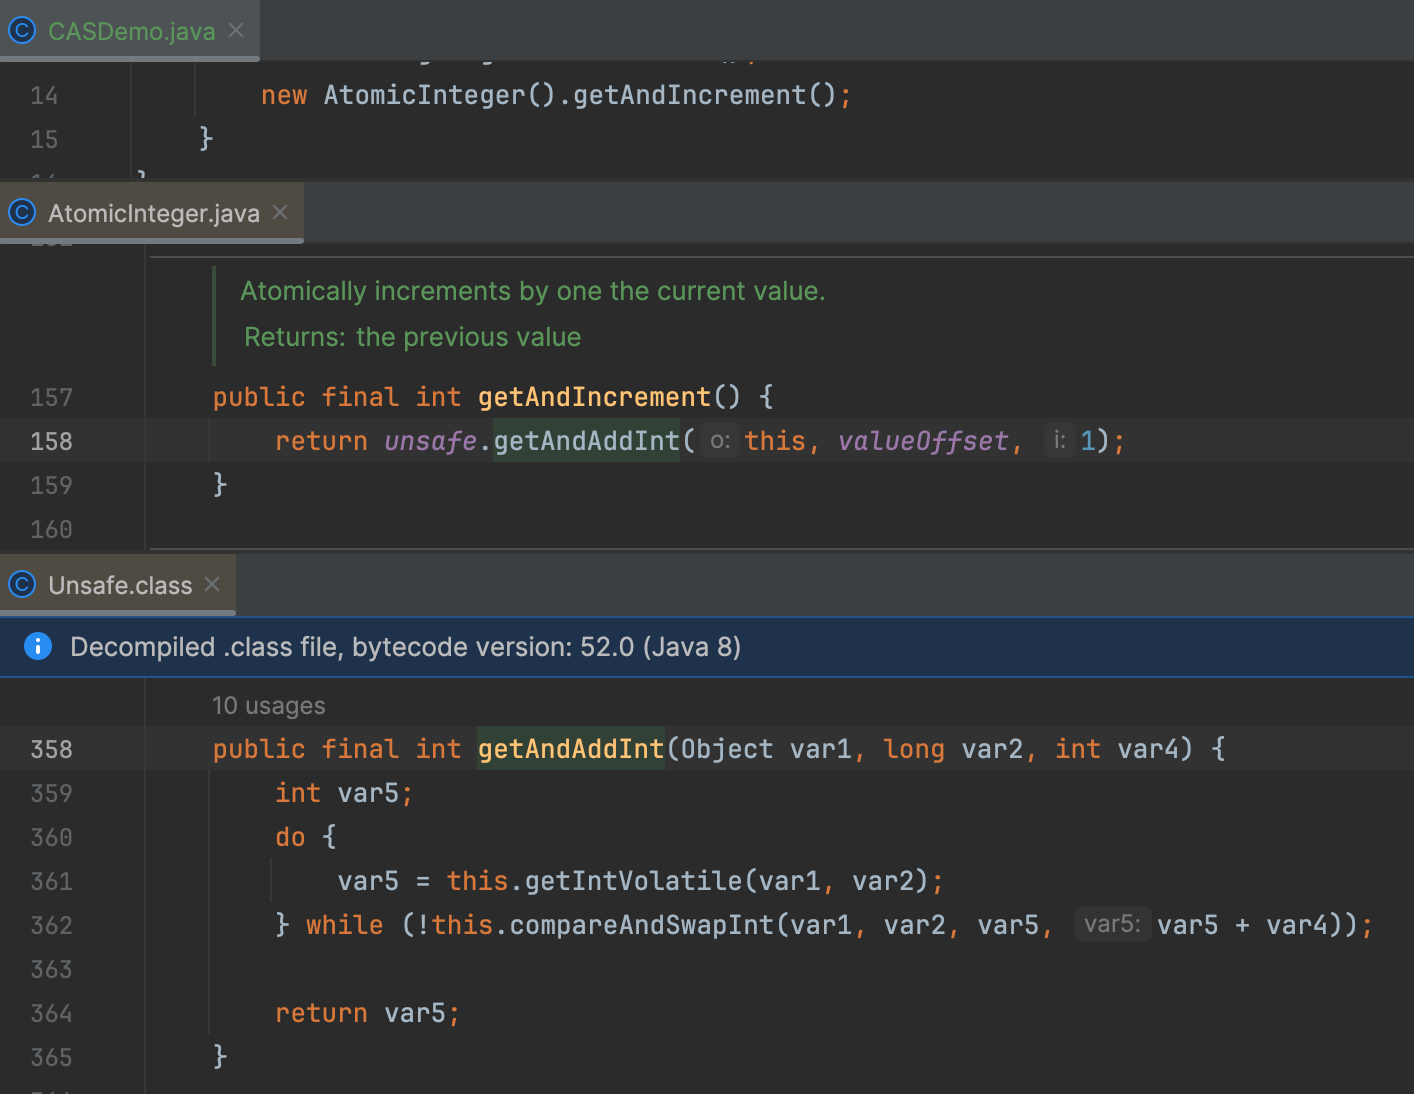 CASDemo.java
14 new AtomicInteger().getAndIncrement();
15 }
AtomicInteger.java
Atomically increments by one the current value.
Returns: the previous value
157 public final int getAndIncrement() {
158 return unsafe.getAndAddInt( o: this, valueOffset, i: 1);
159 }
160
Unsafe.class
Decompiled .class file, bytecode version: 52.0 (Java 8)
10 usages
358 public final int getAndAddInt(Object var1, long var2, int var4) {
359 int var5;
360 do {
361 var5 = this.getIntVolatile(var1, var2);
362 } while (!this.compareAndSwapInt(var1, var2, var5, var5: var5 + var4));
363
364 return var5;
365 }